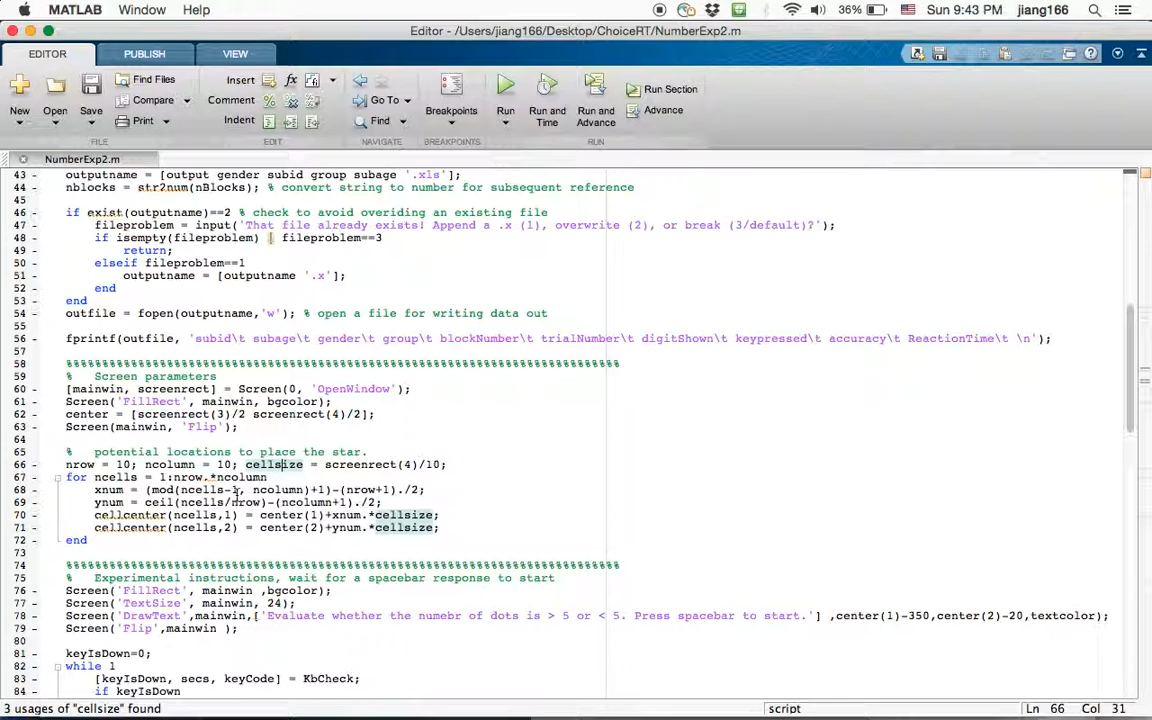 MATLAB Window Help 36% Sun 9:43 PM jiang166
Editor - /Users/jiang166/Desktop/ChoiceRT/NumberExp2.m
EDITOR PUBLISH VIEW
New Open Save Find Files Compare Print Insert Comment Indent fx Go To Find Breakpoints Run Run and Time Run and Advance Run Section Advance
FILE EDIT NAVIGATE BREAKPOINTS RUN
NumberExp2.m
43 - outputname = [output gender subid group subage '.xls'];
44 - nblocks = str2num(nBlocks); % convert string to number for subsequent reference
45
46 - if exist(outputname)==2 % check to avoid overiding an existing file
47 - fileproblem = input('That file already exists! Append a .x (1), overwrite (2), or break (3/default)?');
48 - if isempty(fileproblem) | fileproblem==3
49 - return;
50 - elseif fileproblem==1
51 - outputname = [outputname '.x'];
52 - end
53 - end
54 - outfile = fopen(outputname,'w'); % open a file for writing data out
55
56 - fprintf(outfile, 'subid\t subage\t gender\t group\t blockNumber\t trialNumber\t digitShown\t keypressed\t accuracy\t ReactionTime\t \n');
57
58 %%%%%%%%%%%%%%%%%%%%%%%%%%%%%%%%%%%%%%%%%%%%%%%%%%%%%%%%%%%%%%%%%%%%%%%%%%%%%%%
59 % Screen parameters
60 - [mainwin, screenrect] = Screen(0, 'OpenWindow');
61 - Screen('FillRect', mainwin, bgcolor);
62 - center = [screenrect(3)/2 screenrect(4)/2];
63 - Screen(mainwin, 'Flip');
64
65 % potential locations to place the star.
66 - nrow = 10; ncolumn = 10; cellsize = screenrect(4)/10;
67 - for ncells = 1:nrow.*ncolumn
68 - xnum = (mod(ncells-1, ncolumn)+1)-(nrow+1)./2;
69 - ynum = ceil(ncells/nrow)-(ncolumn+1)./2;
70 - cellcenter(ncells,1) = center(1)+xnum.*cellsize;
71 - cellcenter(ncells,2) = center(2)+ynum.*cellsize;
72 - end
73
74 %%%%%%%%%%%%%%%%%%%%%%%%%%%%%%%%%%%%%%%%%%%%%%%%%%%%%%%%%%%%%%%%%%%%%%%%%%%%%%%
75 % Experimental instructions, wait for a spacebar response to start
76 - Screen('FillRect', mainwin ,bgcolor);
77 - Screen('TextSize', mainwin, 24);
78 - Screen('DrawText',mainwin,['Evaluate whether the numebr of dots is > 5 or < 5. Press spacebar to start.'] ,center(1)-350,center(2)-20,textcolor);
79 - Screen('Flip',mainwin );
80
81 - keyIsDown=0;
82 - while 1
83 - [keyIsDown, secs, keyCode] = KbCheck;
84 - if keyIsDown
3 usages of "cellsize" found script Ln 66 Col 31